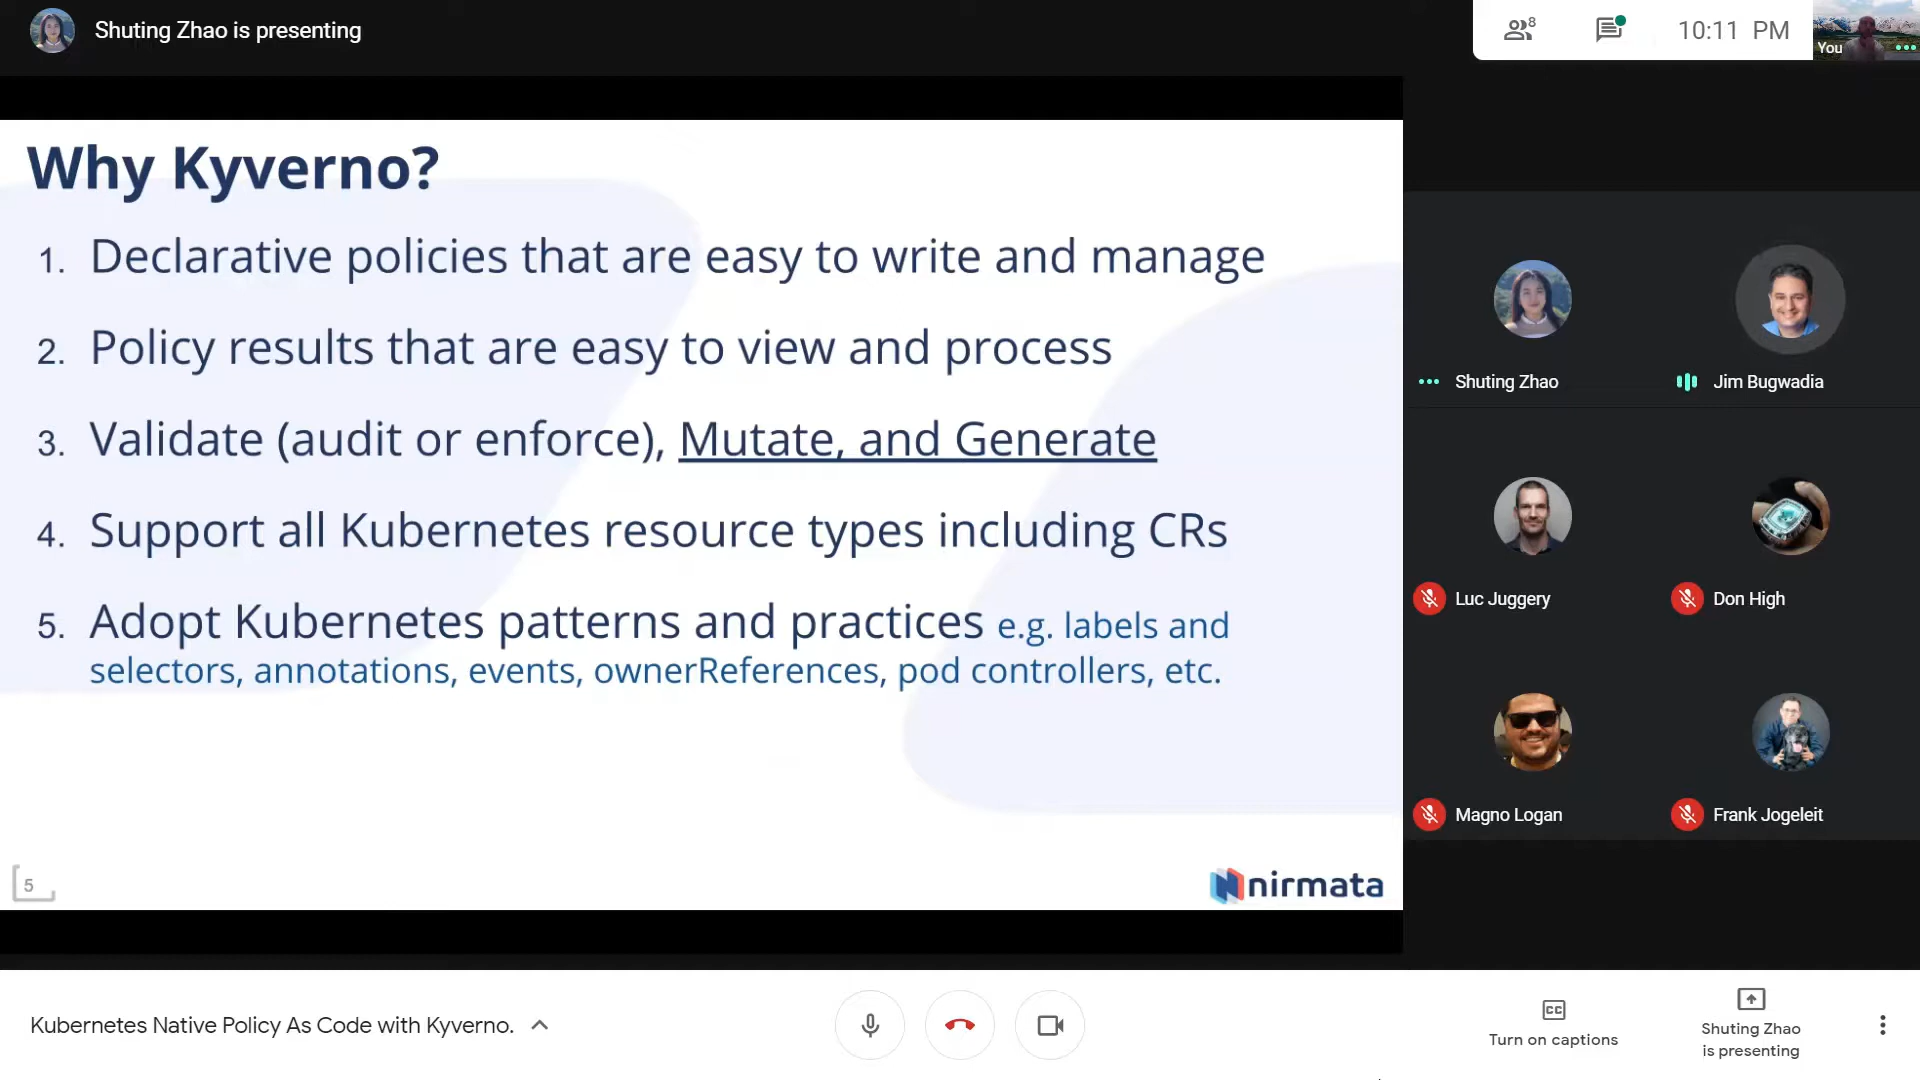 Shuting Zhao is presenting
8
10:11 PM
You
Why Kyverno?
1. Declarative policies that are easy to write and manage
2. Policy results that are easy to view and process
3. Validate (audit or enforce), Mutate, and Generate
4. Support all Kubernetes resource types including CRs
5. Adopt Kubernetes patterns and practices e.g. labels and
selectors, annotations, events, ownerReferences, pod controllers, etc.
5
nirmata
Shuting Zhao
Jim Bugwadia
Luc Juggery
Don High
Magno Logan
Frank Jogeleit
Kubernetes Native Policy As Code with Kyverno.
CC
Turn on captions
Shuting Zhao
is presenting